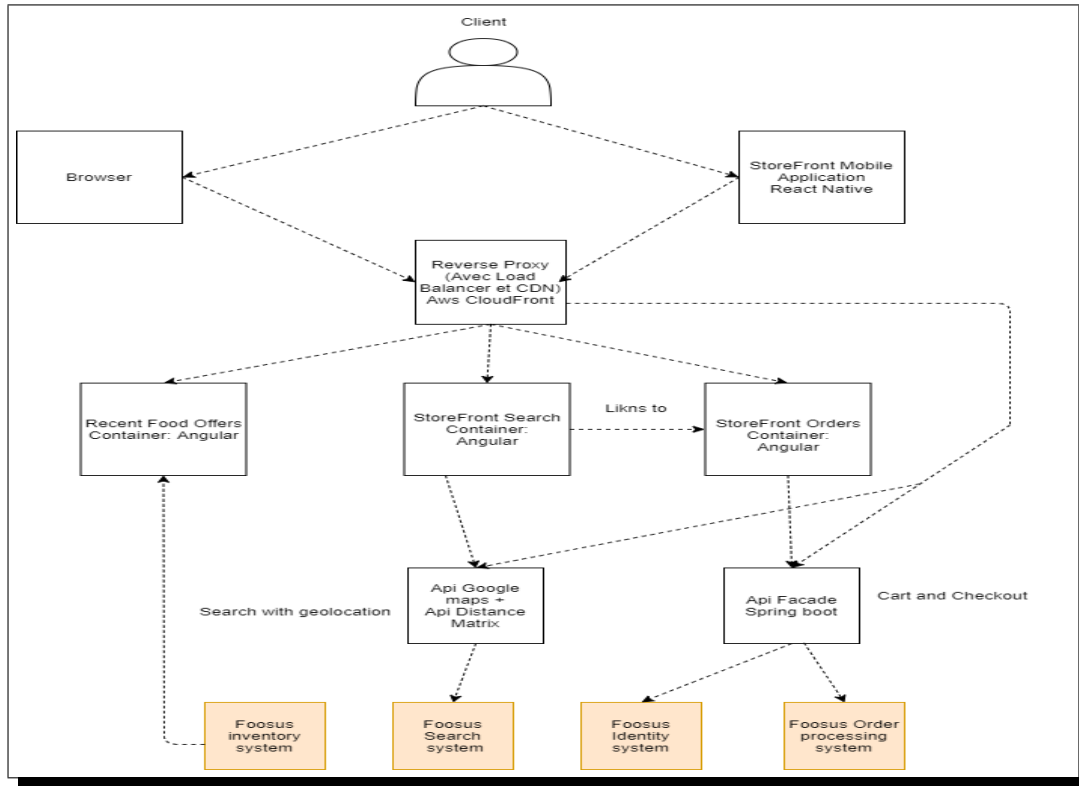 Client
Browser
StoreFront Mobile
Application
React Native
Reverse Proxy
(Avec Load
Balancer et CDN)
Aws CloudFront
Recent Food Offers
Container: Angular
StoreFront Search
Container:
Angular
Likns to
StoreFront Orders
Container:
Angular
Search with geolocation
Api Google
maps +
Api Distance
Matrix
Api Facade
Spring boot
Cart and Checkout
Foosus
inventory
system
Foosus
Search
system
Foosus
Identity
system
Foosus Order
processing
system